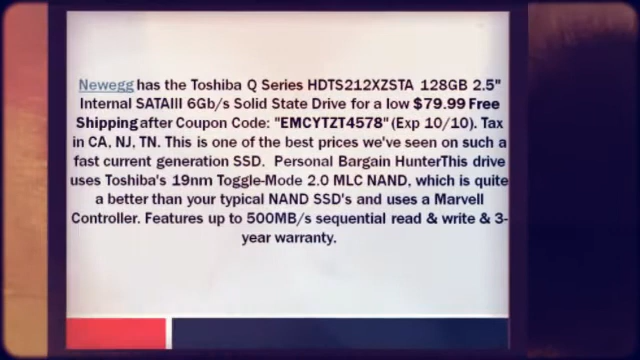 Newegg has the Toshiba Q Series HDTS212XZSTA 128GB 2.5"
Internal SATAIII 6Gb/s Solid State Drive for a low $79.99 Free
Shipping after Coupon Code: "EMCYTZT4578" (Exp 10/10). Tax
in CA, NJ, TN. This is one of the best prices we've seen on such a
fast current generation SSD. Personal Bargain HunterThis drive
uses Toshiba's 19nm Toggle-Mode 2.0 MLC NAND, which is quite
a better than your typical NAND SSD's and uses a Marvell
Controller. Features up to 500MB/s sequential read & write & 3-
year warranty.